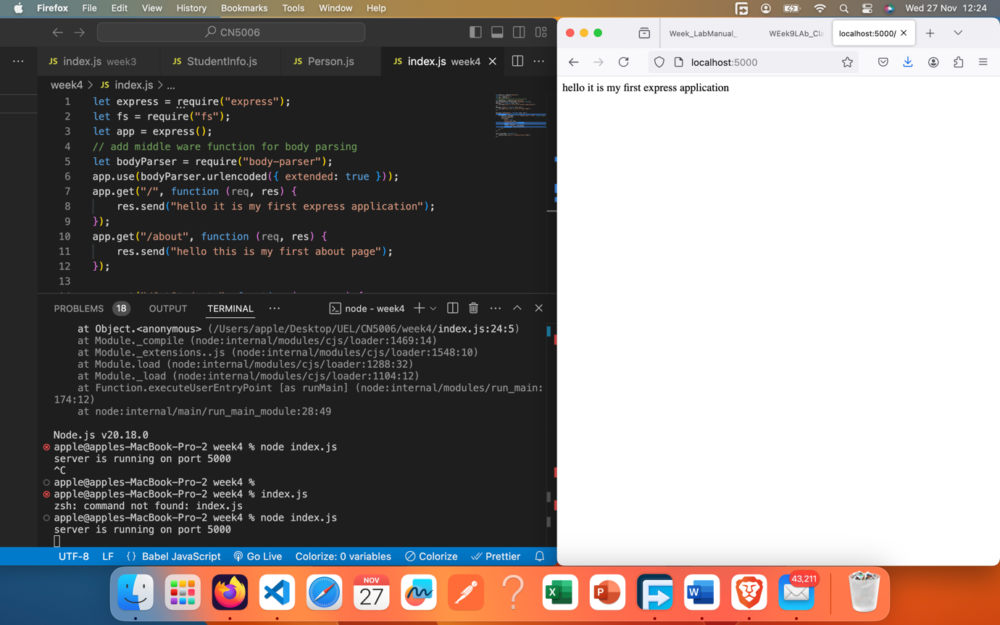 Firefox File Edit View History Bookmarks Tools Window Help Wed 27 Nov 12:24
CN5006
JS index.js week3 JS StudentInfo.js JS Person.js JS index.js week4
week4 > JS index.js > ...
1 let express = require("express");
2 let fs = require("fs");
3 let app = express();
4 // add middle ware function for body parsing
5 let bodyParser = require("body-parser");
6 app.use(bodyParser.urlencoded({ extended: true }));
7 app.get("/", function (req, res) {
8 res.send("hello it is my first express application");
9 });
10 app.get("/about", function (req, res) {
11 res.send("hello this is my first about page");
12 });
13
PROBLEMS 18 OUTPUT TERMINAL ... node - week4
at Object.<anonymous> (/Users/apple/Desktop/UEL/CN5006/week4/index.js:24:5)
at Module._compile (node:internal/modules/cjs/loader:1469:14)
at Module._extensions..js (node:internal/modules/cjs/loader:1548:10)
at Module.load (node:internal/modules/cjs/loader:1288:32)
at Module._load (node:internal/modules/cjs/loader:1104:12)
at Function.executeUserEntryPoint [as runMain] (node:internal/modules/run_main:
174:12)
at node:internal/main/run_main_module:28:49
Node.js v20.18.0
apple@apples-MacBook-Pro-2 week4 % node index.js
server is running on port 5000
^C
apple@apples-MacBook-Pro-2 week4 %
apple@apples-MacBook-Pro-2 week4 % index.js
zsh: command not found: index.js
apple@apples-MacBook-Pro-2 week4 % node index.js
server is running on port 5000
UTF-8 LF {} Babel JavaScript Go Live Colorize: 0 variables Colorize Prettier
Week_LabManual_ WEek9LAb_Cla localhost:5000/
localhost:5000
hello it is my first express application
NOV
27
X
P
W
43,211